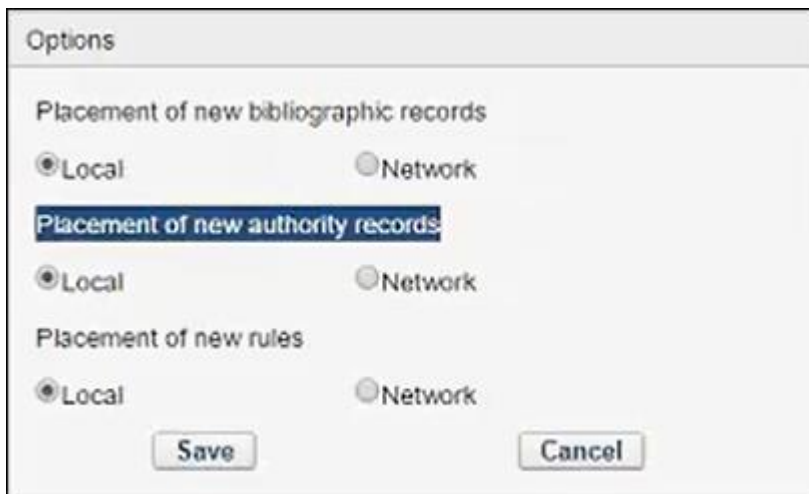 Options
Placement of new bibliographic records
Local Network
Placement of new authority records
Local Network
Placement of new rules
Local Network
Save Cancel